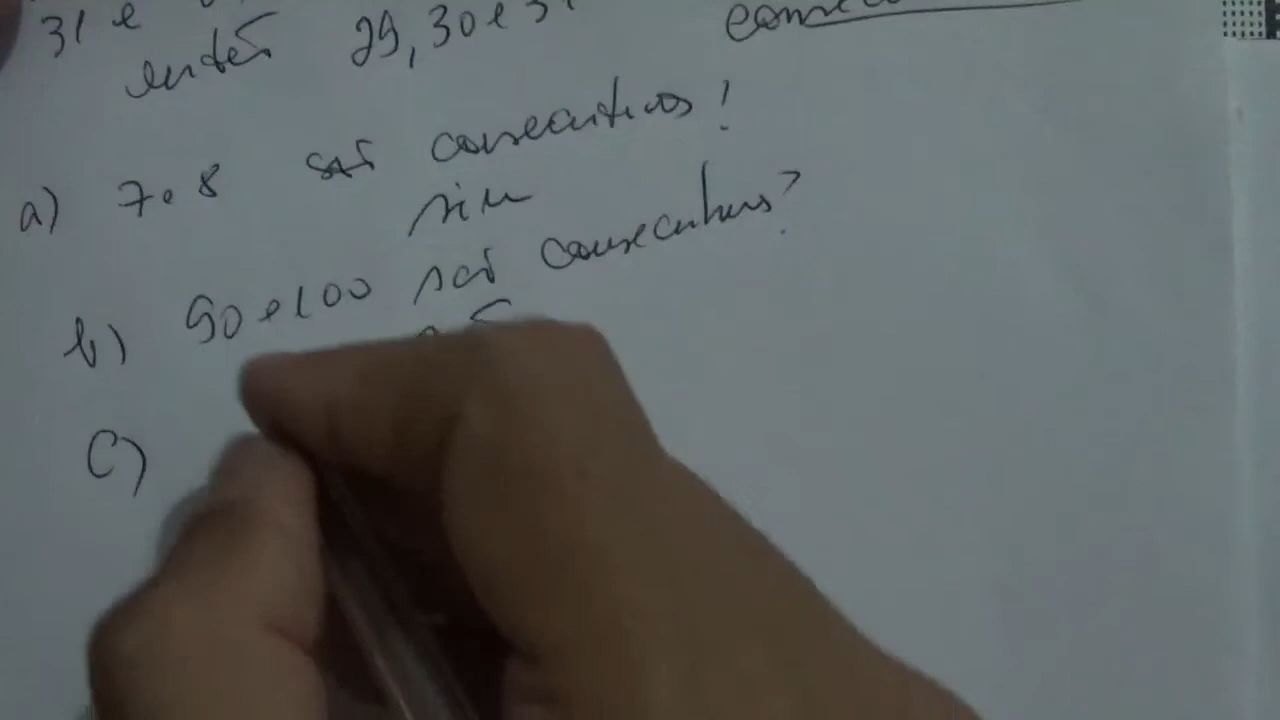 31 e
então 29, 30 e 31
a) 7 e 8 são consecutivos!
sim
b) 90 e 100 são consecutivos?
c)